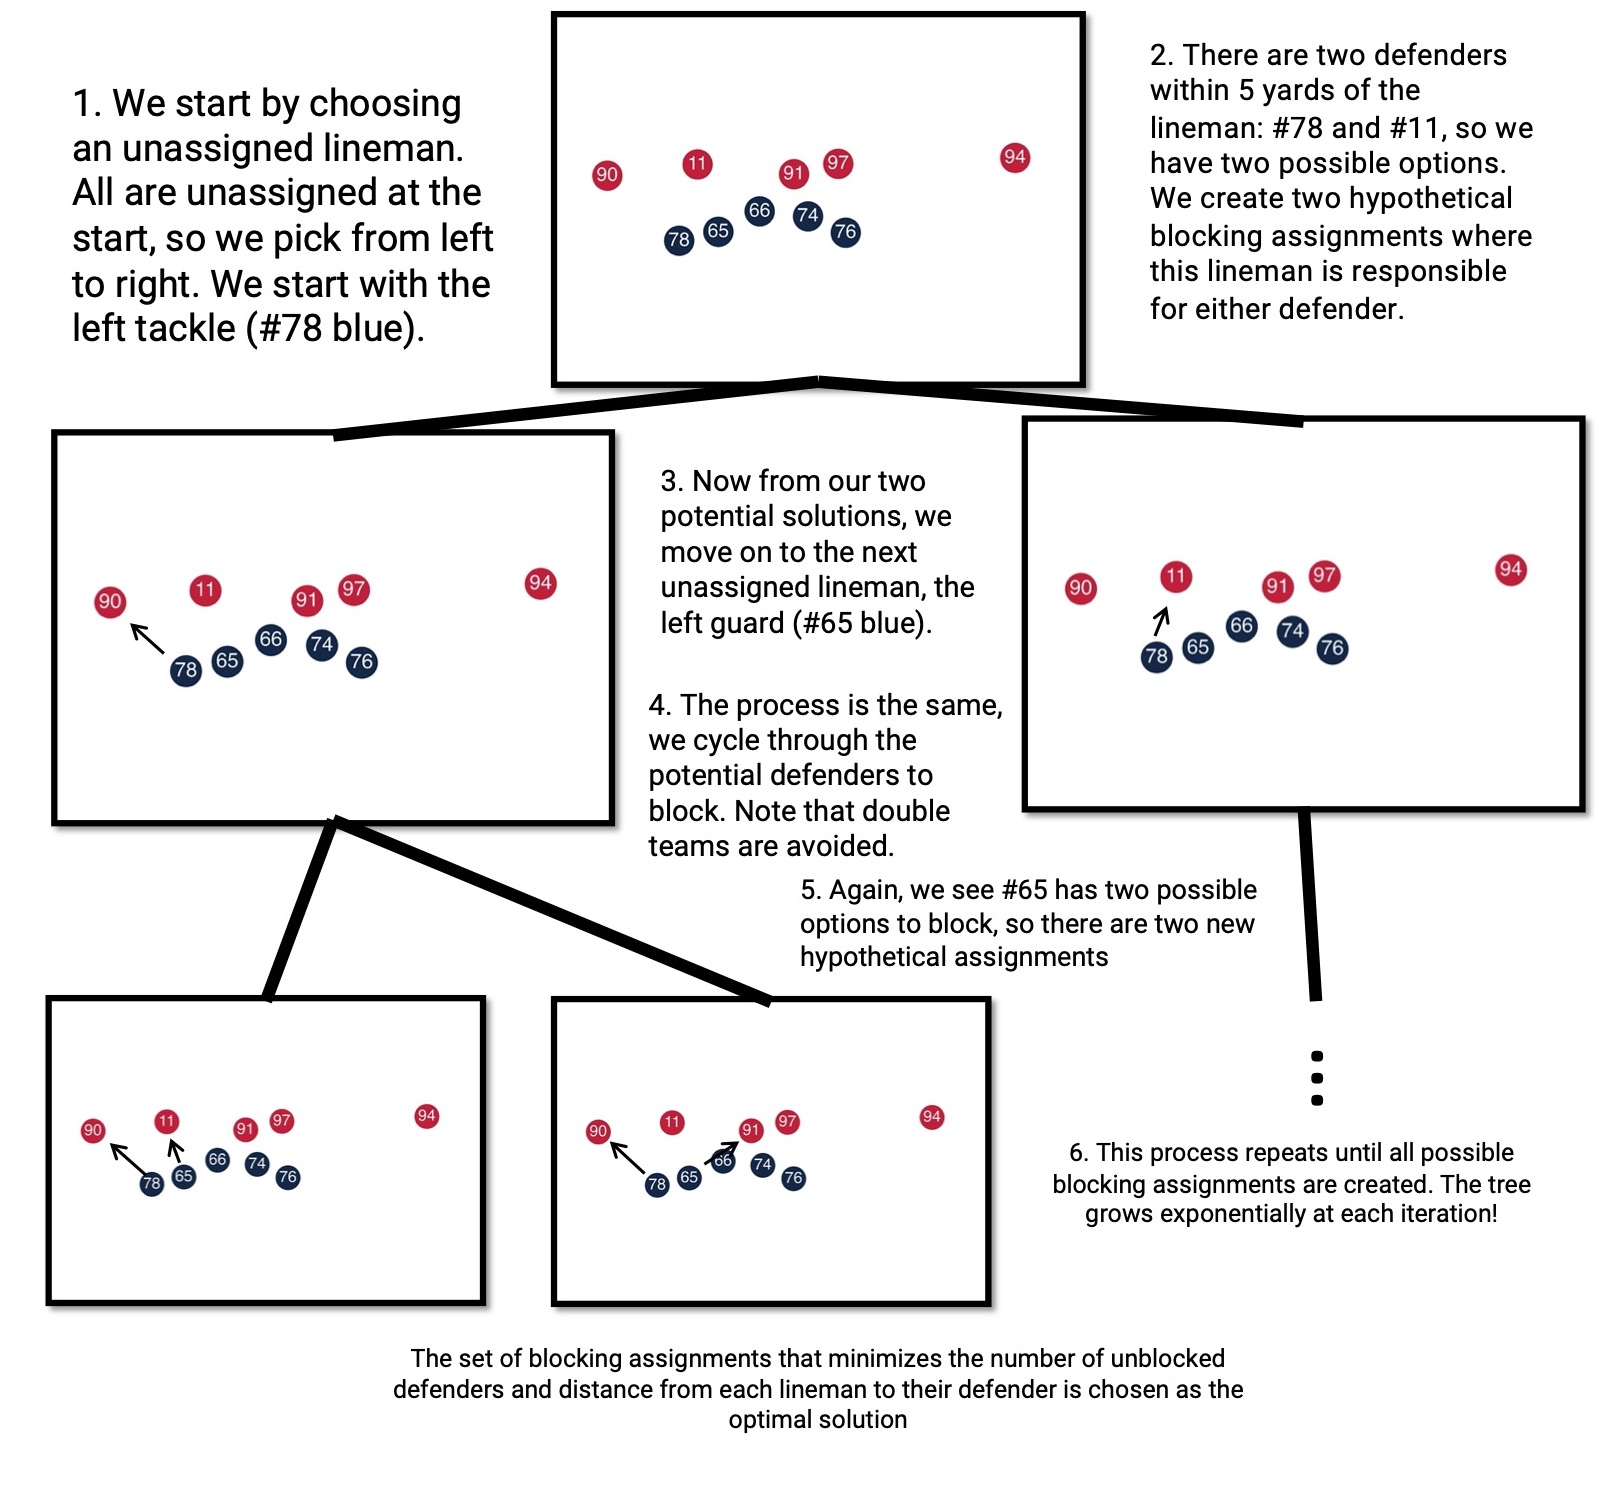 1. We start by choosing
an unassigned lineman.
All are unassigned at the
start, so we pick from left
to right. We start with the
left tackle (#78 blue).
90 11 91 97 94
78 65 66 74 76
2. There are two defenders
within 5 yards of the
lineman: #78 and #11, so we
have two possible options.
We create two hypothetical
blocking assignments where
this lineman is responsible
for either defender.
90 11 91 97 94
78 65 66 74 76
3. Now from our two
potential solutions, we
move on to the next
unassigned lineman, the
left guard (#65 blue).
4. The process is the same,
we cycle through the
potential defenders to
block. Note that double
teams are avoided.
90 11 91 97 94
78 65 66 74 76
5. Again, we see #65 has two possible
options to block, so there are two new
hypothetical assignments
90 11 91 97 94
78 65 66 74 76
90 11 91 97 94
78 65 66 74 76
6. This process repeats until all possible
blocking assignments are created. The tree
grows exponentially at each iteration!
The set of blocking assignments that minimizes the number of unblocked
defenders and distance from each lineman to their defender is chosen as the
optimal solution